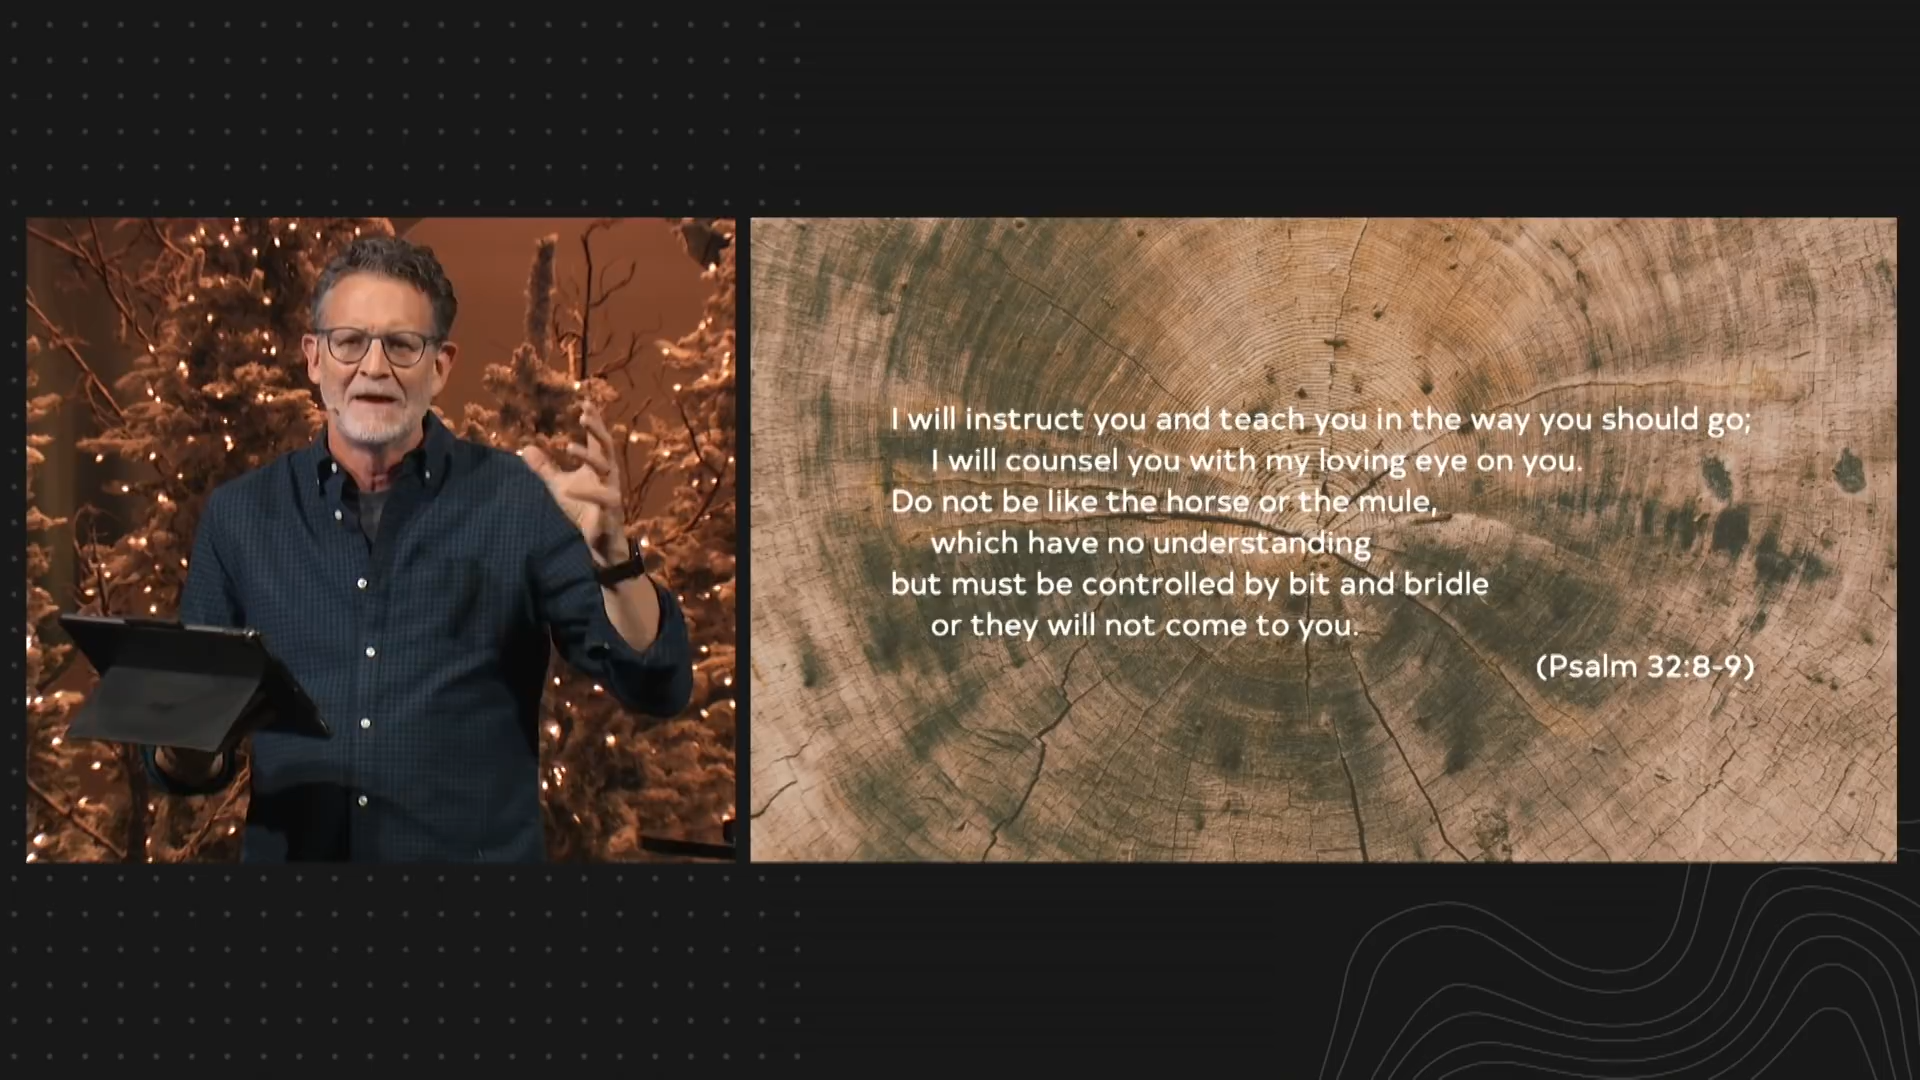 I will instruct you and teach you in the way you should go;
I will counsel you with my loving eye on you.
Do not be like the horse or the mule,
which have no understanding
but must be controlled by bit and bridle
or they will not come to you.
(Psalm 32:8-9)